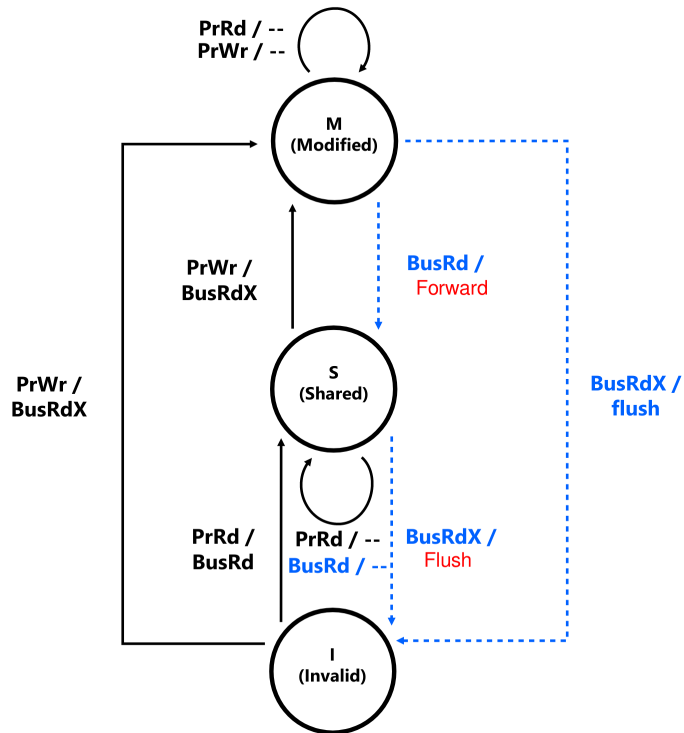 PrRd / --
PrWr / --
M
(Modified)
PrWr /
BusRdX
BusRd /
Forward
S
(Shared)
PrWr /
BusRdX
BusRdX /
flush
PrRd /
BusRd
PrRd / --
BusRd / --
BusRdX /
Flush
I
(Invalid)